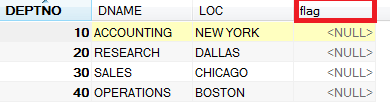 DEPTNO DNAME LOC flag
10 ACCOUNTING NEW YORK <NULL>
20 RESEARCH DALLAS <NULL>
30 SALES CHICAGO <NULL>
40 OPERATIONS BOSTON <NULL>